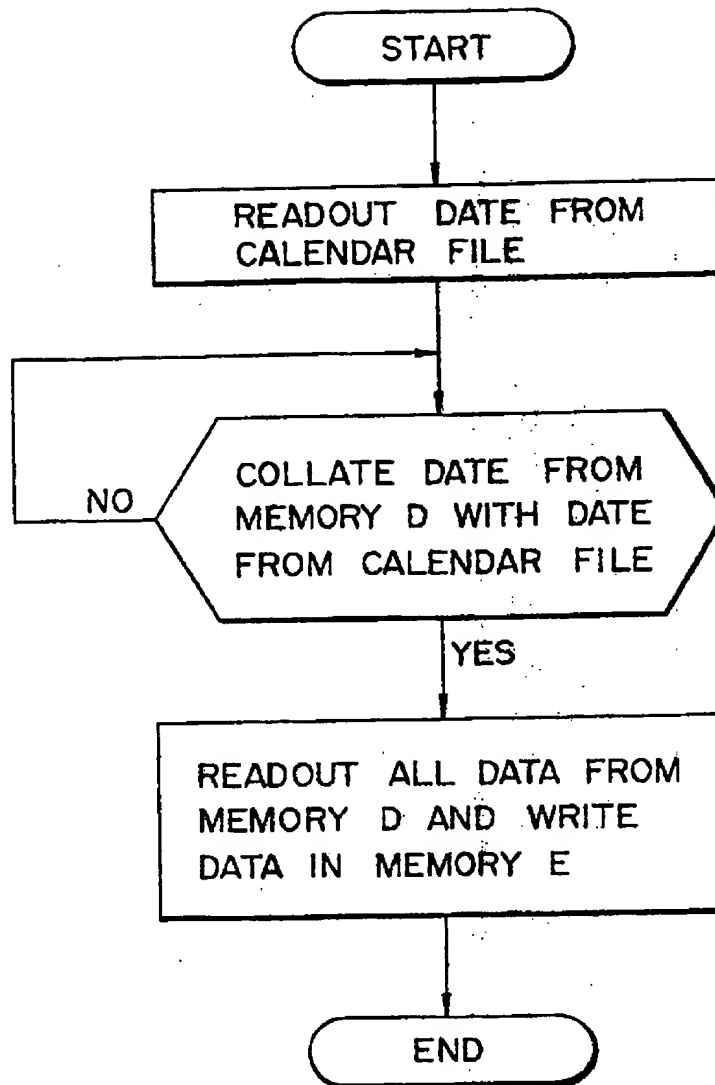 START
READOUT DATE FROM
CALENDAR FILE
COLLATE DATE FROM
MEMORY D WITH DATE
FROM CALENDAR FILE
NO
YES
READOUT ALL DATA FROM
MEMORY D AND WRITE
DATA IN MEMORY E
END